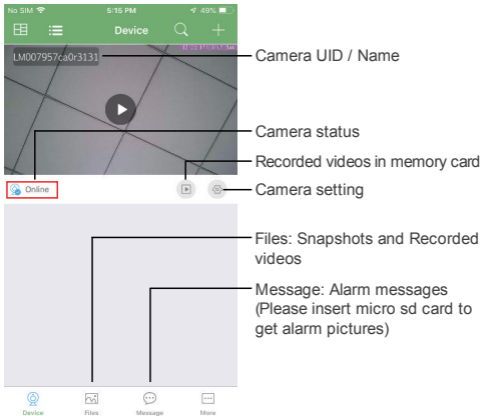 No SIM 5:15 PM 49%
Device
LM007957ca0r3131
Camera UID / Name
Camera status
Recorded videos in memory card
Online
Camera setting
Files: Snapshots and Recorded
videos
Message: Alarm messages
(Please insert micro sd card to
get alarm pictures)
Device Files Message More